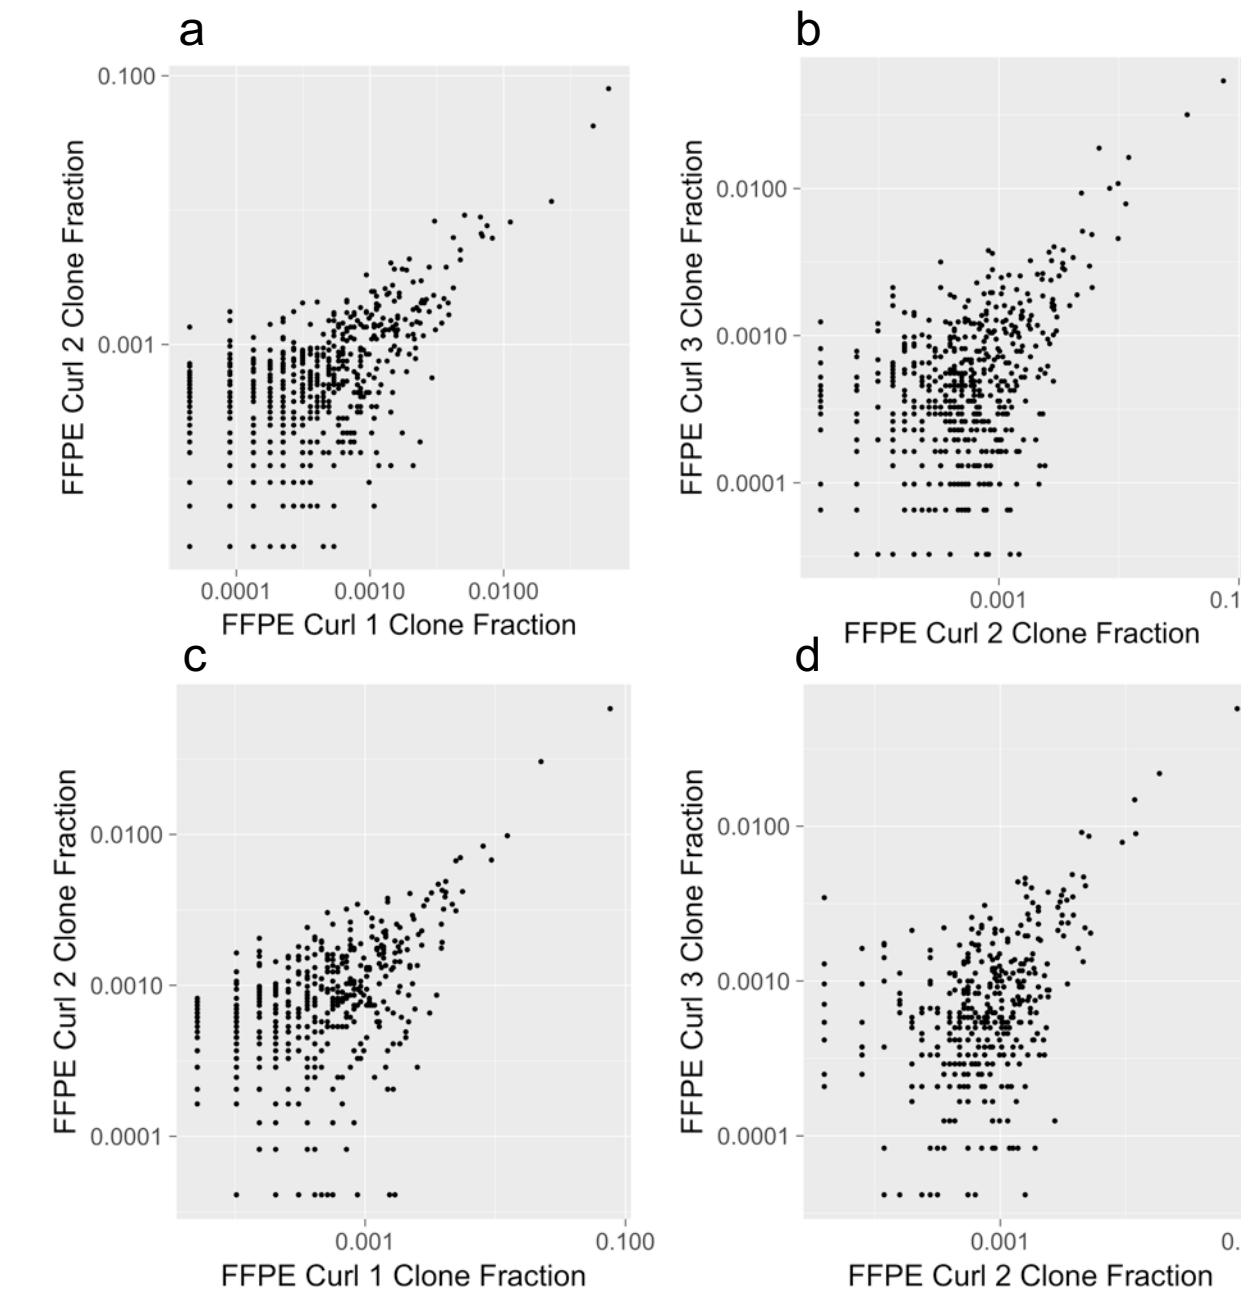 a
0.100
0.001
FFPE Curl 2 Clone Fraction
0.0001
0.0010
0.0100
FFPE Curl 1 Clone Fraction
b
0.0100
0.0010
0.0001
FFPE Curl 3 Clone Fraction
0.001
0.1
FFPE Curl 2 Clone Fraction
c
0.0100
0.0010
0.0001
FFPE Curl 2 Clone Fraction
0.001
0.100
FFPE Curl 1 Clone Fraction
d
0.0100
0.0010
0.0001
FFPE Curl 3 Clone Fraction
0.001
0.
FFPE Curl 2 Clone Fraction